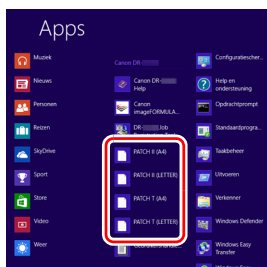 Apps
Muziek
Nieuws
Personen
Reizen
SkyDrive
Sport
Store
Video
Weer
Canon DR-
Canon DR-
Help
Canon
imageFORMULA...
DR- Job
PATCH II (A4)
PATCH II (LETTER)
PATCH T (A4)
PATCH T (LETTER)
Configuratiescher...
Help en
ondersteuning
Opdrachtprompt
Standaardprogra...
Taakbeheer
Uitvoeren
Verkenner
Windows Defender
Windows Easy
Transfer